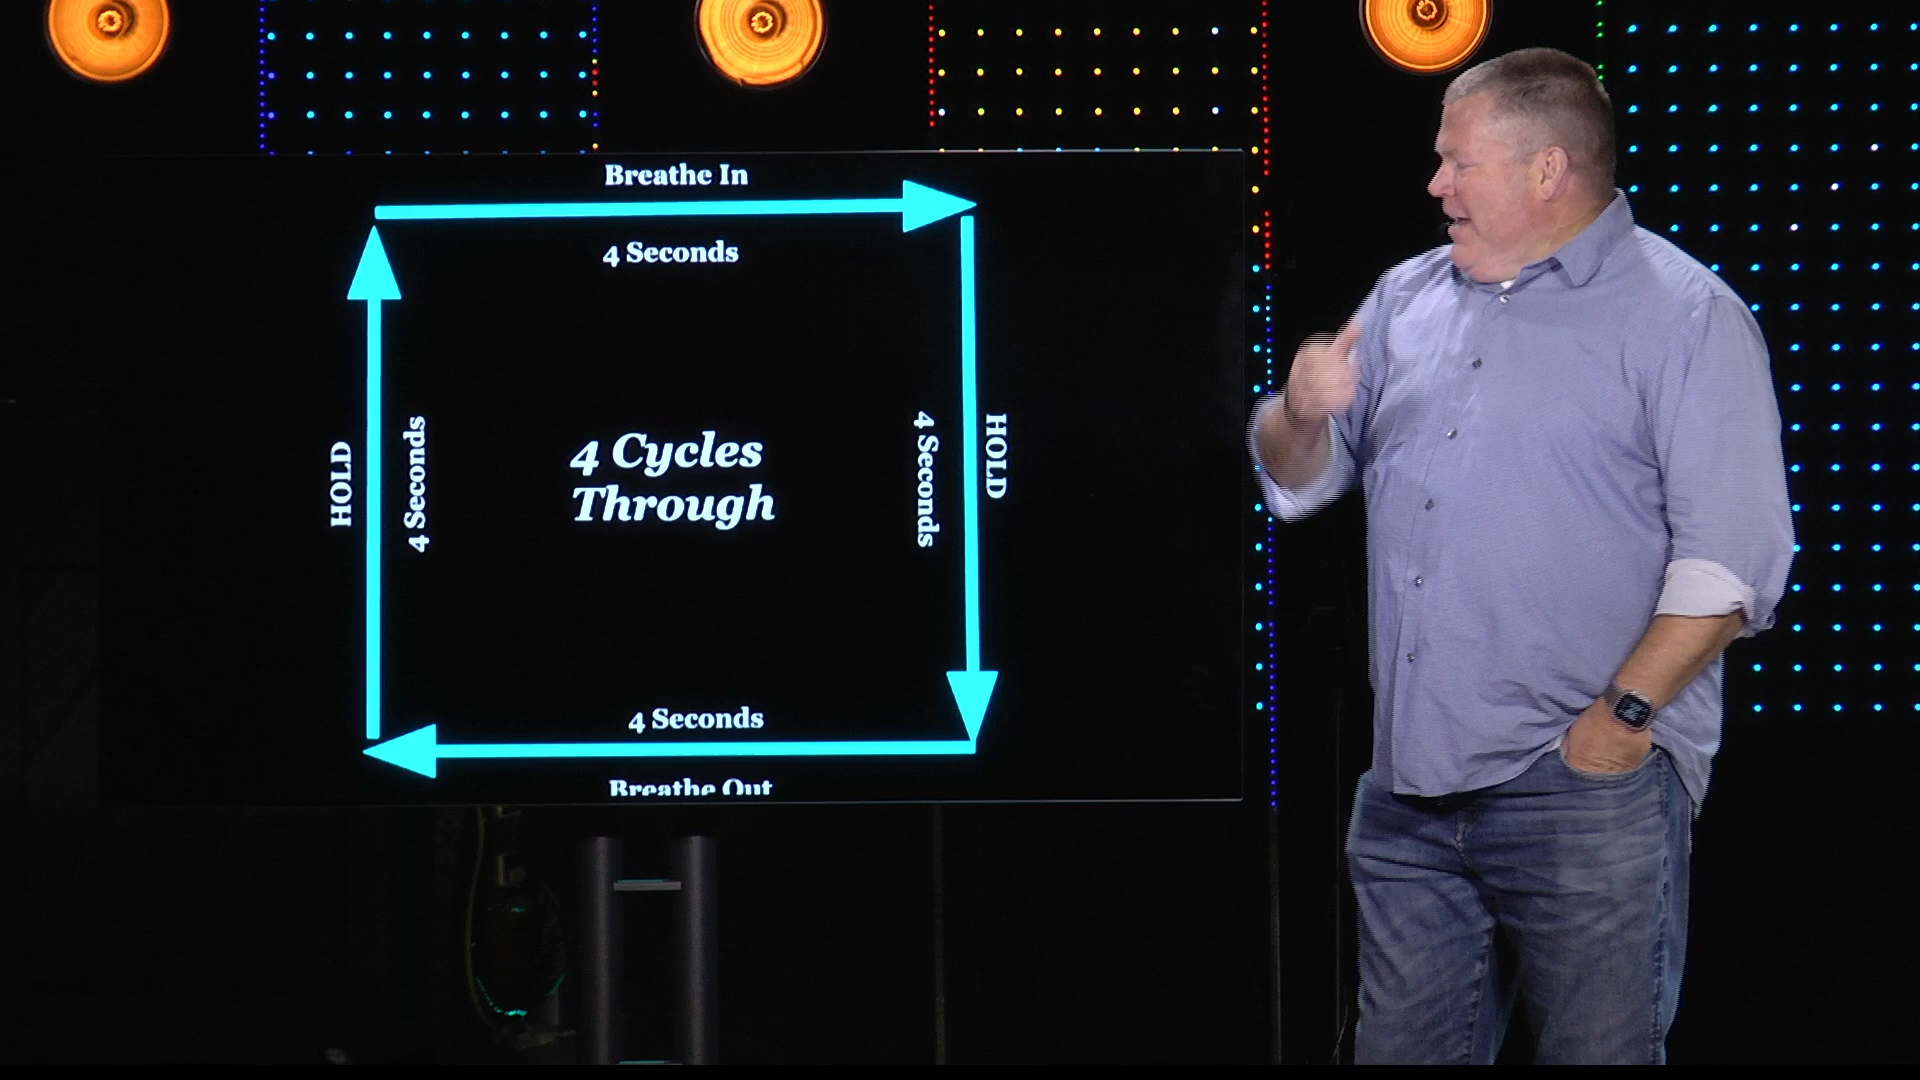 Breathe In
4 Seconds
HOLD
4 Seconds
4 Cycles
Through
4 Seconds
HOLD
4 Seconds
Breathe Out